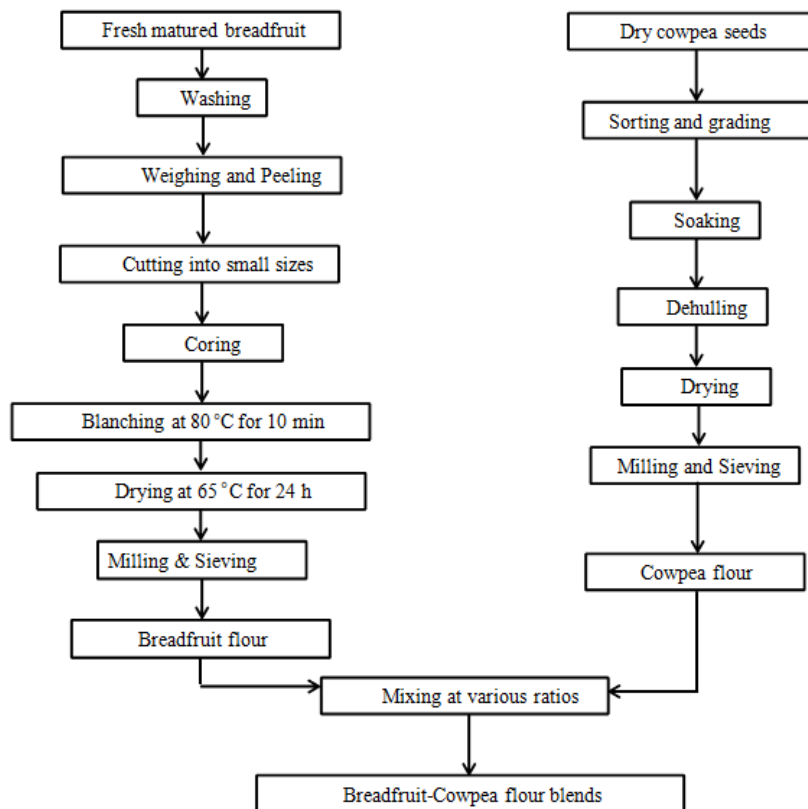 Fresh matured breadfruit
Washing
Weighing and Peeling
Cutting into small sizes
Coring
Blanching at 80 °C for 10 min
Drying at 65 °C for 24 h
Milling & Sieving
Breadfruit flour
Dry cowpea seeds
Sorting and grading
Soaking
Dehulling
Drying
Milling and Sieving
Cowpea flour
Mixing at various ratios
Breadfruit-Cowpea flour blends